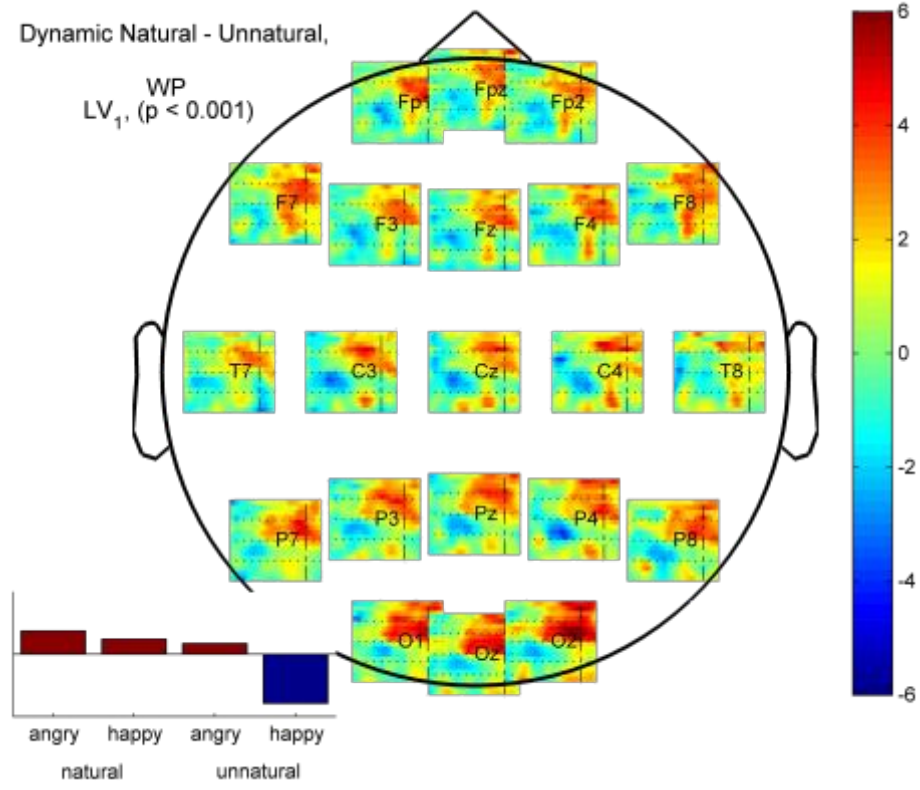 Dynamic Natural - Unnatural,
WP
LV1, (p < 0.001)
Fp1 Fpz Fp2
F7 F3 Fz F4 F8
T7 C3 Cz C4 T8
P7 P3 Pz P4 P8
O1 Oz O2
6
4
2
0
-2
-4
-6
angry happy angry happy
natural unnatural